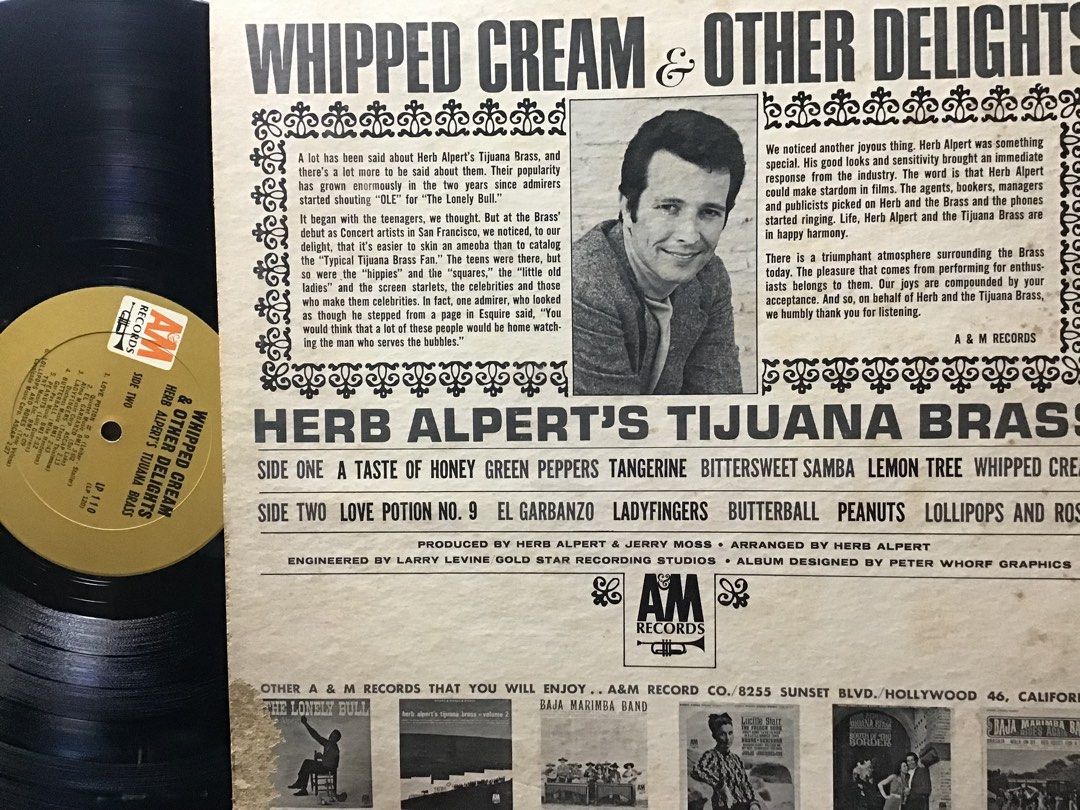 WHIPPED CREAM & OTHER DELIGHTS
A lot has been said about Herb Alpert's Tijuana Brass, and
there's a lot more to be said about them. Their popularity
has grown enormously in the two years since admirers
started shouting "OLE" for "The Lonely Bull."
It began with the teenagers, we thought. But at the Brass'
debut as Concert artists in San Francisco, we noticed, to our
delight, that it's easier to skin an ameoba than to catalog
the "Typical Tijuana Brass Fan." The teens were there, but
so were the "hippies" and the "squares," the "little old
ladies" and the screen starlets, the celebrities and those
who make them celebrities. In fact, one admirer, who looked
as though he stepped from a page in Esquire said, "You
would think that a lot of these people would be home watch-
ing the man who serves the bubbles."
We noticed another joyous thing. Herb Alpert was something
special. His good looks and sensitivity brought an immediate
response from the industry. The word is that Herb Alpert
could make stardom in films. The agents, bookers, managers
and publicists picked on Herb and the Brass and the phones
started ringing. Life, Herb Alpert and the Tijuana Brass are
in happy harmony.
There is a triumphant atmosphere surrounding the Brass
today. The pleasure that comes from performing for enthus-
iasts belongs to them. Our joys are compounded by your
acceptance. And so, on behalf of Herb and the Tijuana Brass,
we humbly thank you for listening.
A & M RECORDS
HERB ALPERT'S TIJUANA BRASS
SIDE ONE A TASTE OF HONEY GREEN PEPPERS TANGERINE BITTERSWEET SAMBA LEMON TREE WHIPPED CREA
SIDE TWO LOVE POTION NO. 9 EL GARBANZO LADYFINGERS BUTTERBALL PEANUTS LOLLIPOPS AND ROS
PRODUCED BY HERB ALPERT & JERRY MOSS • ARRANGED BY HERB ALPERT
ENGINEERED BY LARRY LEVINE GOLD STAR RECORDING STUDIOS • ALBUM DESIGNED BY PETER WHORF GRAPHICS
A&M
RECORDS
OTHER A & M RECORDS THAT YOU WILL ENJOY . . A&M RECORD CO./8255 SUNSET BLVD./HOLLYWOOD 46, CALIFOR
THE LONELY BULL
herb alpert's tijuana brass • volume 2
BAJA MARIMBA BAND
Lucille Starr
THE FRENCH SONG
SOUTH OF THE
BORDER
BAJA MARIMBA BA
A&M
RECORDS
WHIPPED CREAM
& OTHER DELIGHTS
HERB ALPERT'S TIJUANA BRASS
SIDE TWO
LP 110